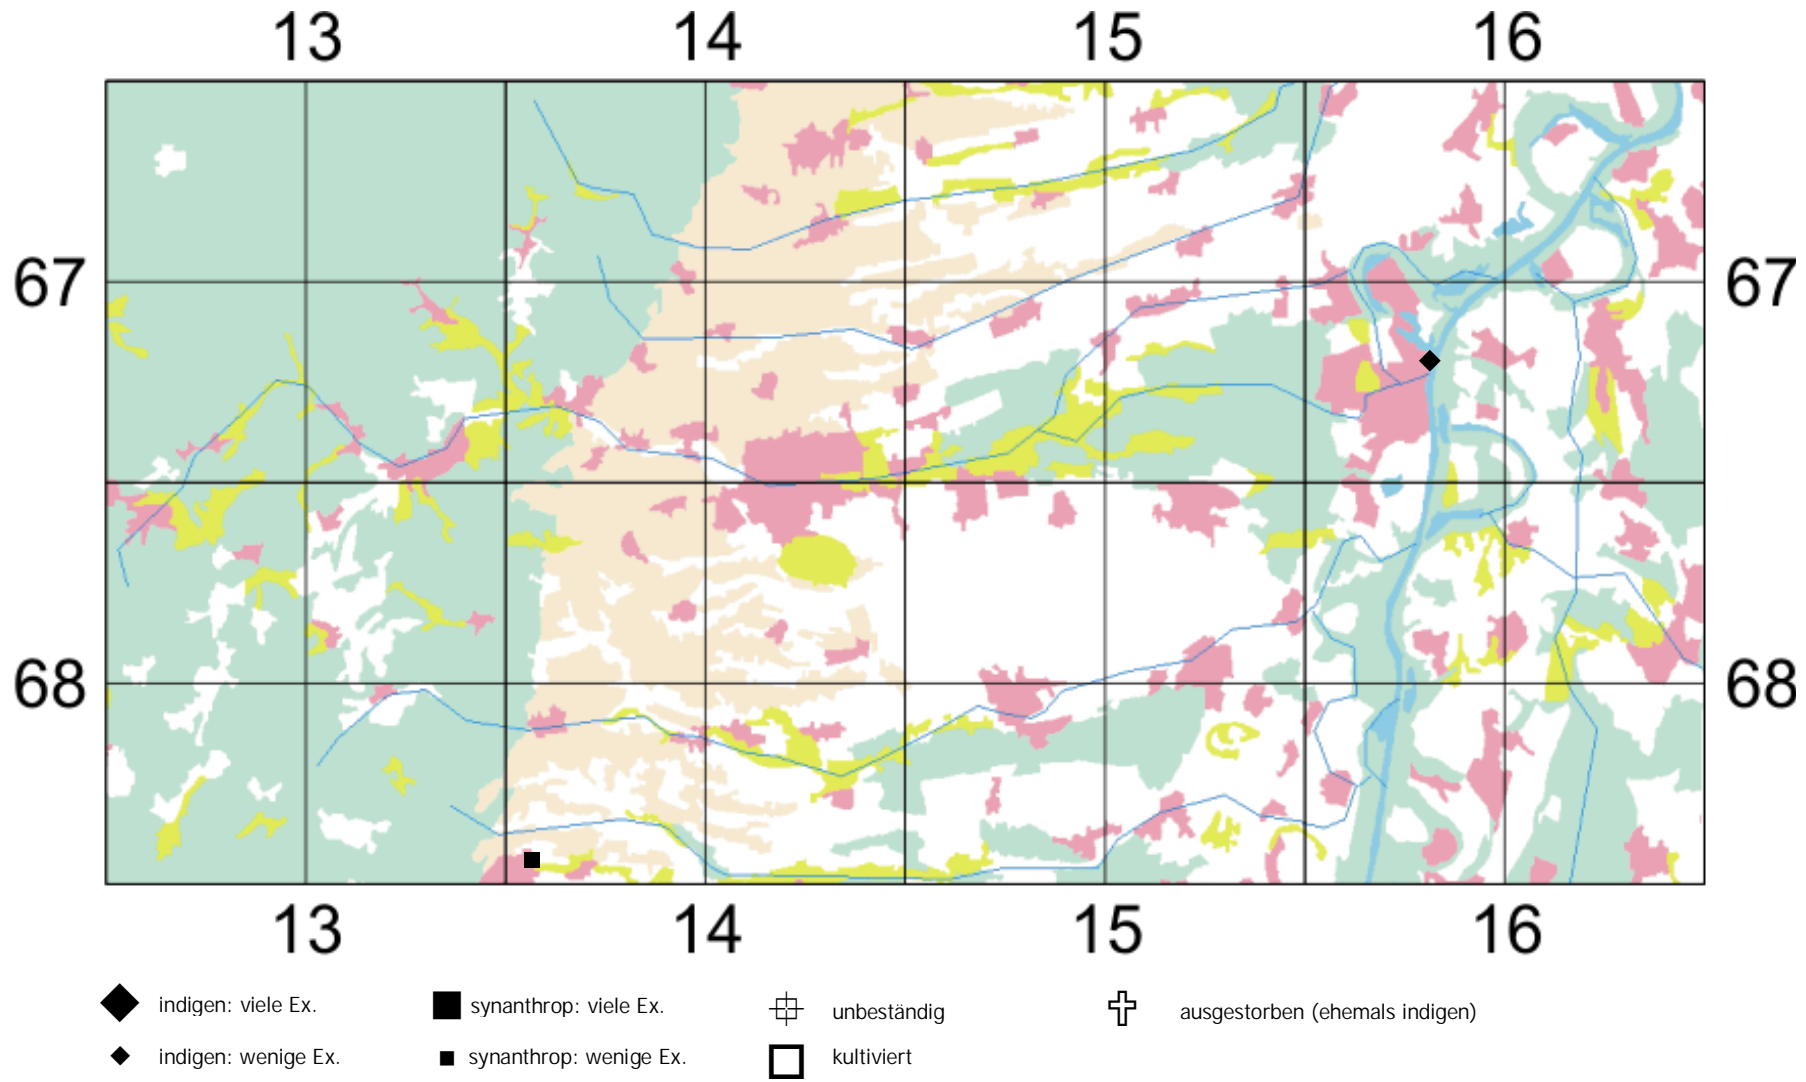 13 14 15 16
67 67
68 68
13 14 15 16
indigen: viele Ex. synanthrop: viele Ex. unbeständig ausgestorben (ehemals indigen)
indigen: wenige Ex. synanthrop: wenige Ex. kultiviert